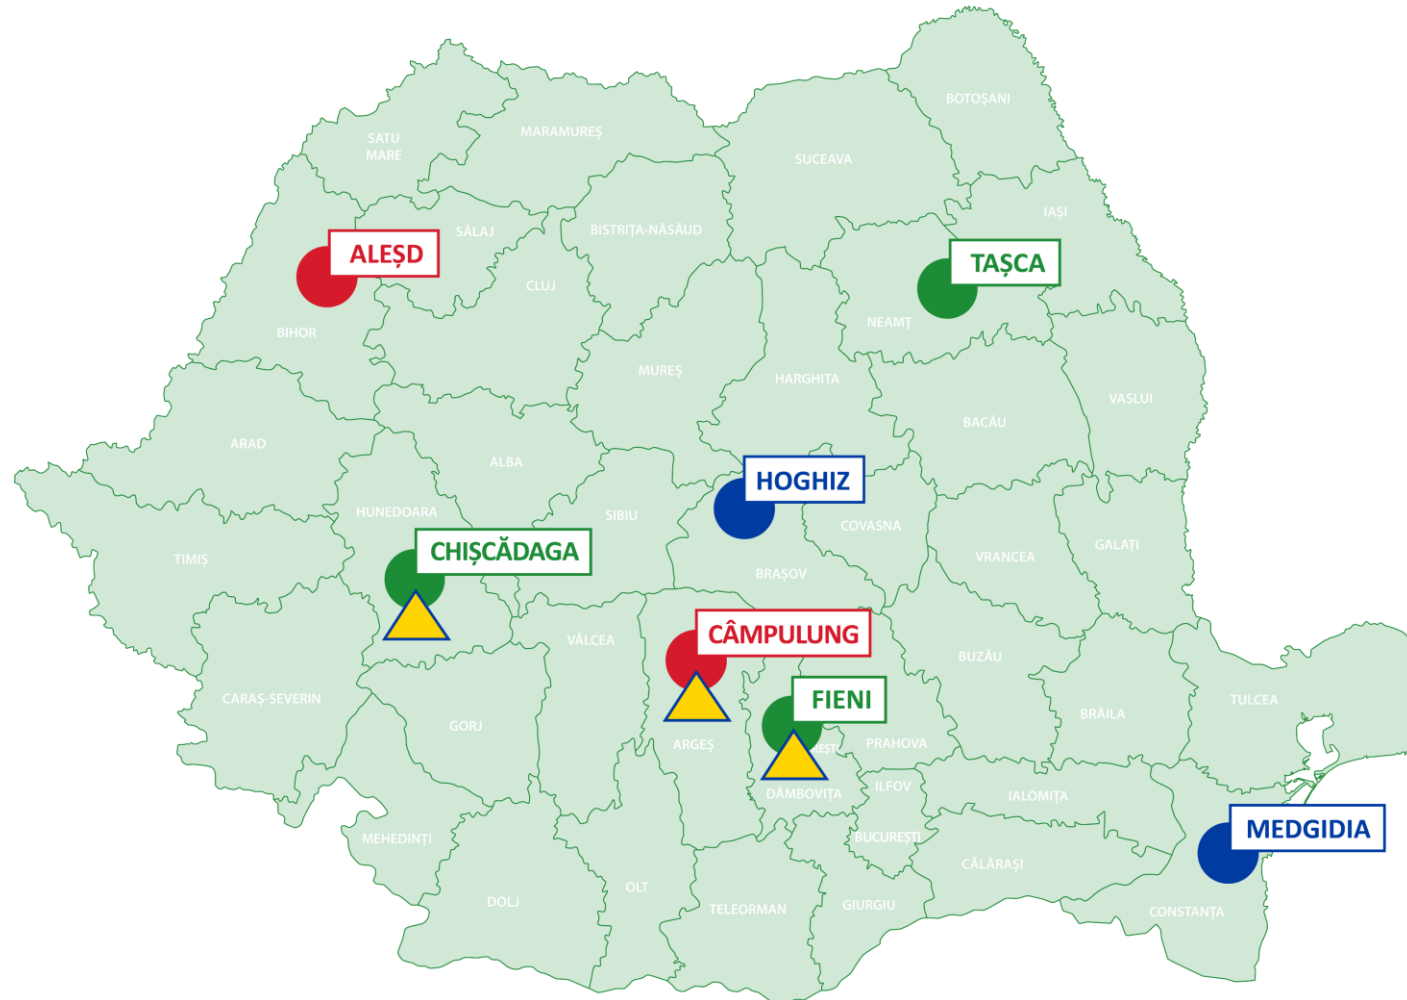 BOTOȘANI
SATU
MARE
MARAMUREȘ
SUCEAVA
IAȘI
SĂLAJ
BISTRIȚA-NĂSĂUD
ALEȘD
TAȘCA
CLUJ
BIHOR
NEAMȚ
MUREȘ
HARGHITA
VASLUI
BACĂU
ARAD
ALBA
HOGHIZ
HUNEDOARA
SIBIU
COVASNA
GALAȚI
CHIȘCĂDAGA
TIMIȘ
VRANCEA
BRAȘOV
CÂMPULUNG
VÂLCEA
BUZĂU
CARAȘ-SEVERIN
FIENI
TULCEA
BRĂILA
GORJ
ARGEȘ
PRAHOVA
DÂMBOVIȚA
ILFOV
IALOMIȚA
MEDGIDIA
MEHEDINȚI
BUCUREȘTI
CĂLĂRAȘI
OLT
DOLJ
TELEORMAN
GIURGIU
CONSTANȚA